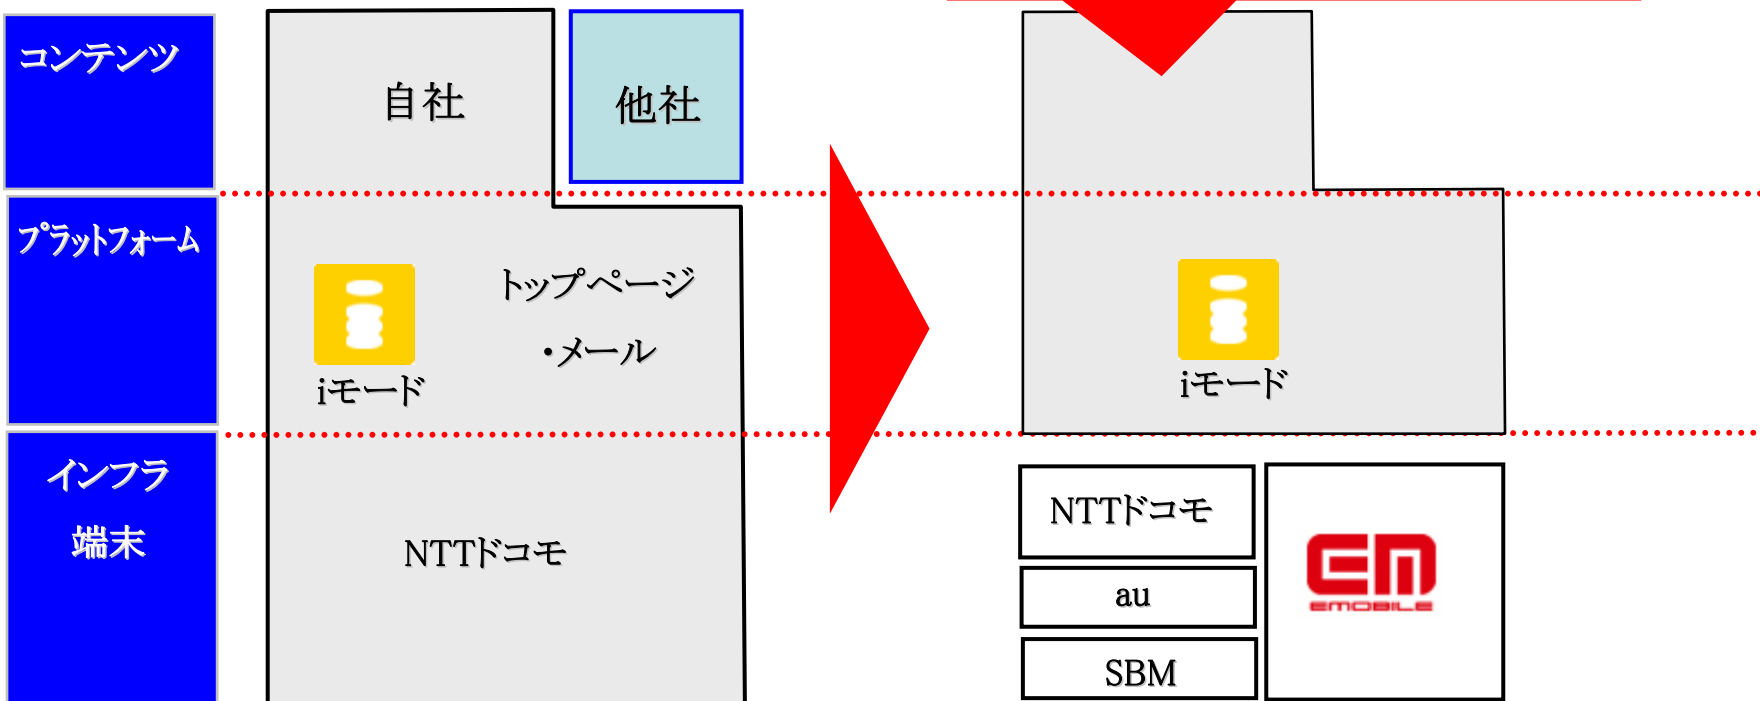 コンテンツ
自社
他社
プラットフォーム
トップページ
・メール
iモード
iモード
インフラ
端末
NTTドコモ
NTTドコモ
au
SBM
EM
EMOBILE